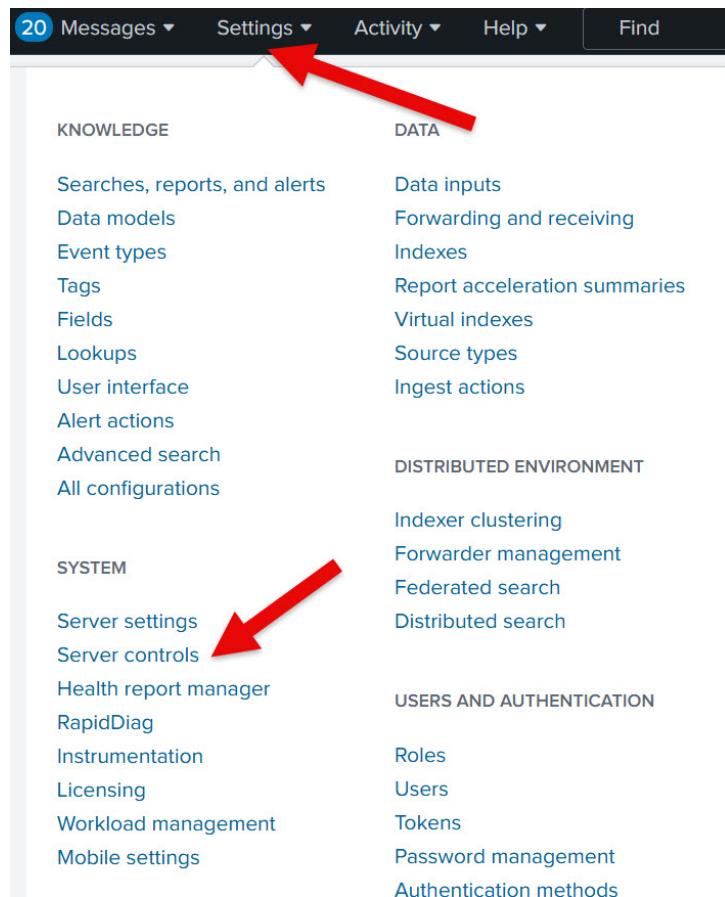 20 Messages ▾ Settings ▾ Activity ▾ Help ▾ Find
KNOWLEDGE
Searches, reports, and alerts
Data models
Event types
Tags
Fields
Lookups
User interface
Alert actions
Advanced search
All configurations
SYSTEM
Server settings
Server controls
Health report manager
RapidDiag
Instrumentation
Licensing
Workload management
Mobile settings
DATA
Data inputs
Forwarding and receiving
Indexes
Report acceleration summaries
Virtual indexes
Source types
Ingest actions
DISTRIBUTED ENVIRONMENT
Indexer clustering
Forwarder management
Federated search
Distributed search
USERS AND AUTHENTICATION
Roles
Users
Tokens
Password management
Authentication methods